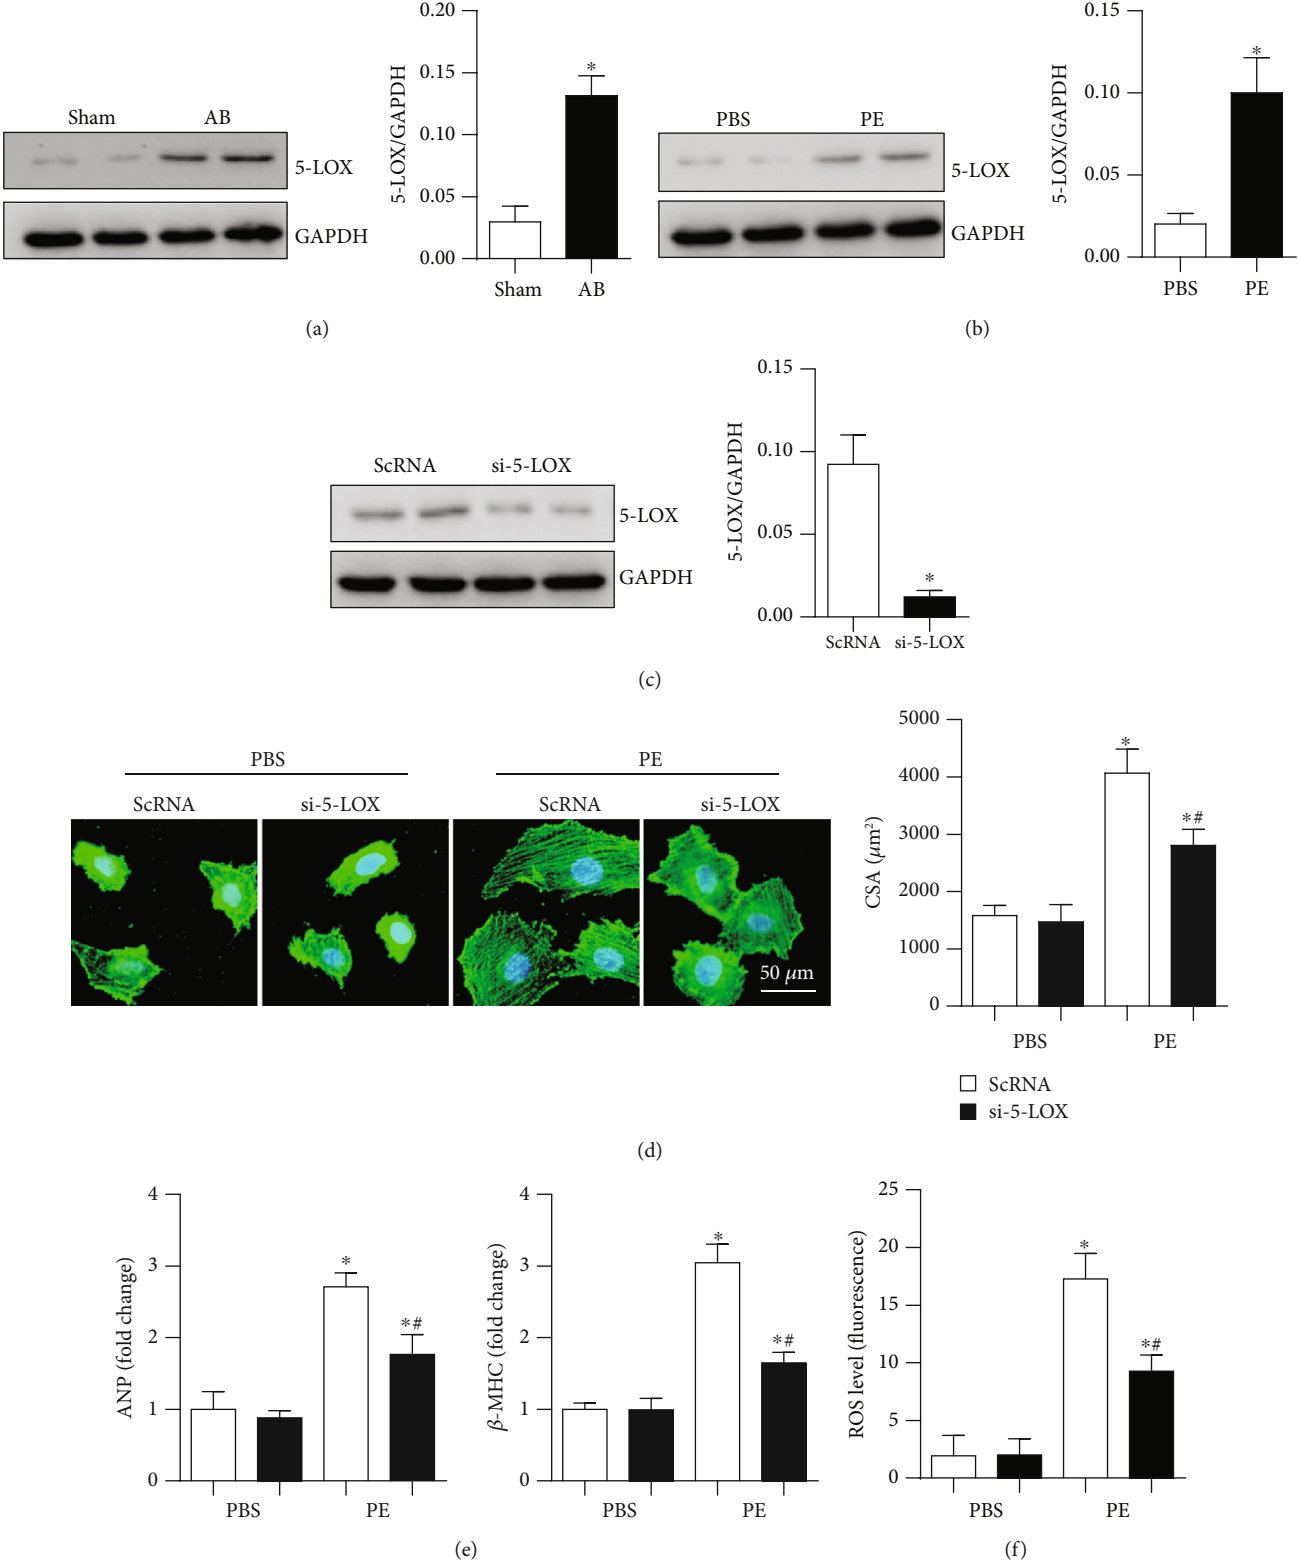 Sham AB
5-LOX
GAPDH
5-LOX/GAPDH
0.20
0.15
0.10
0.05
0.00
*
Sham AB
(a)
PBS PE
5-LOX
GAPDH
5-LOX/GAPDH
0.15
0.10
0.05
0.00
*
PBS PE
(b)
ScRNA si-5-LOX
5-LOX
GAPDH
5-LOX/GAPDH
0.15
0.10
0.05
0.00
*
ScRNA si-5-LOX
(c)
PBS PE
ScRNA si-5-LOX ScRNA si-5-LOX
50 μm
CSA (μm²)
5000
4000
3000
2000
1000
0
*
*#
PBS PE
ScRNA
si-5-LOX
(d)
ANP (fold change)
4
3
2
1
0
*
*#
PBS PE
β-MHC (fold change)
4
3
2
1
0
*
*#
PBS PE
(e)
ROS level (fluorescence)
25
20
15
10
5
0
*
*#
PBS PE
(f)